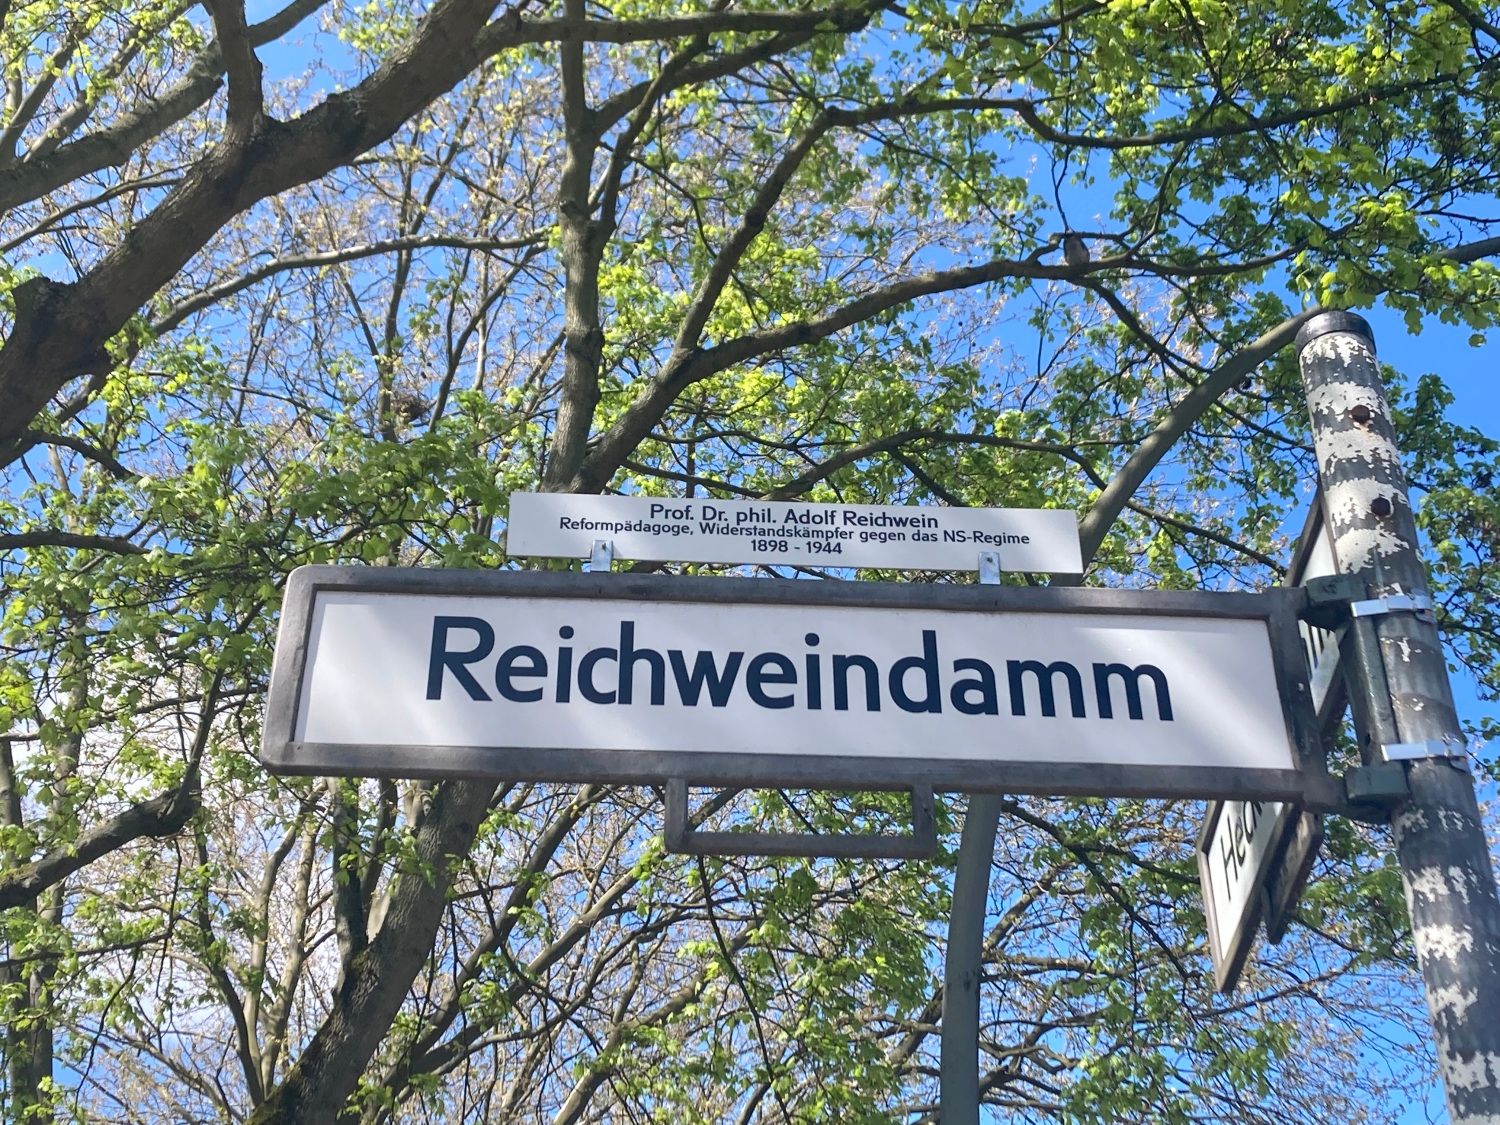 Prof. Dr. phil. Adolf Reichwein
Reformpädagoge, Widerstandskämpfer gegen das NS-Regime
1898 - 1944
Reichweindamm